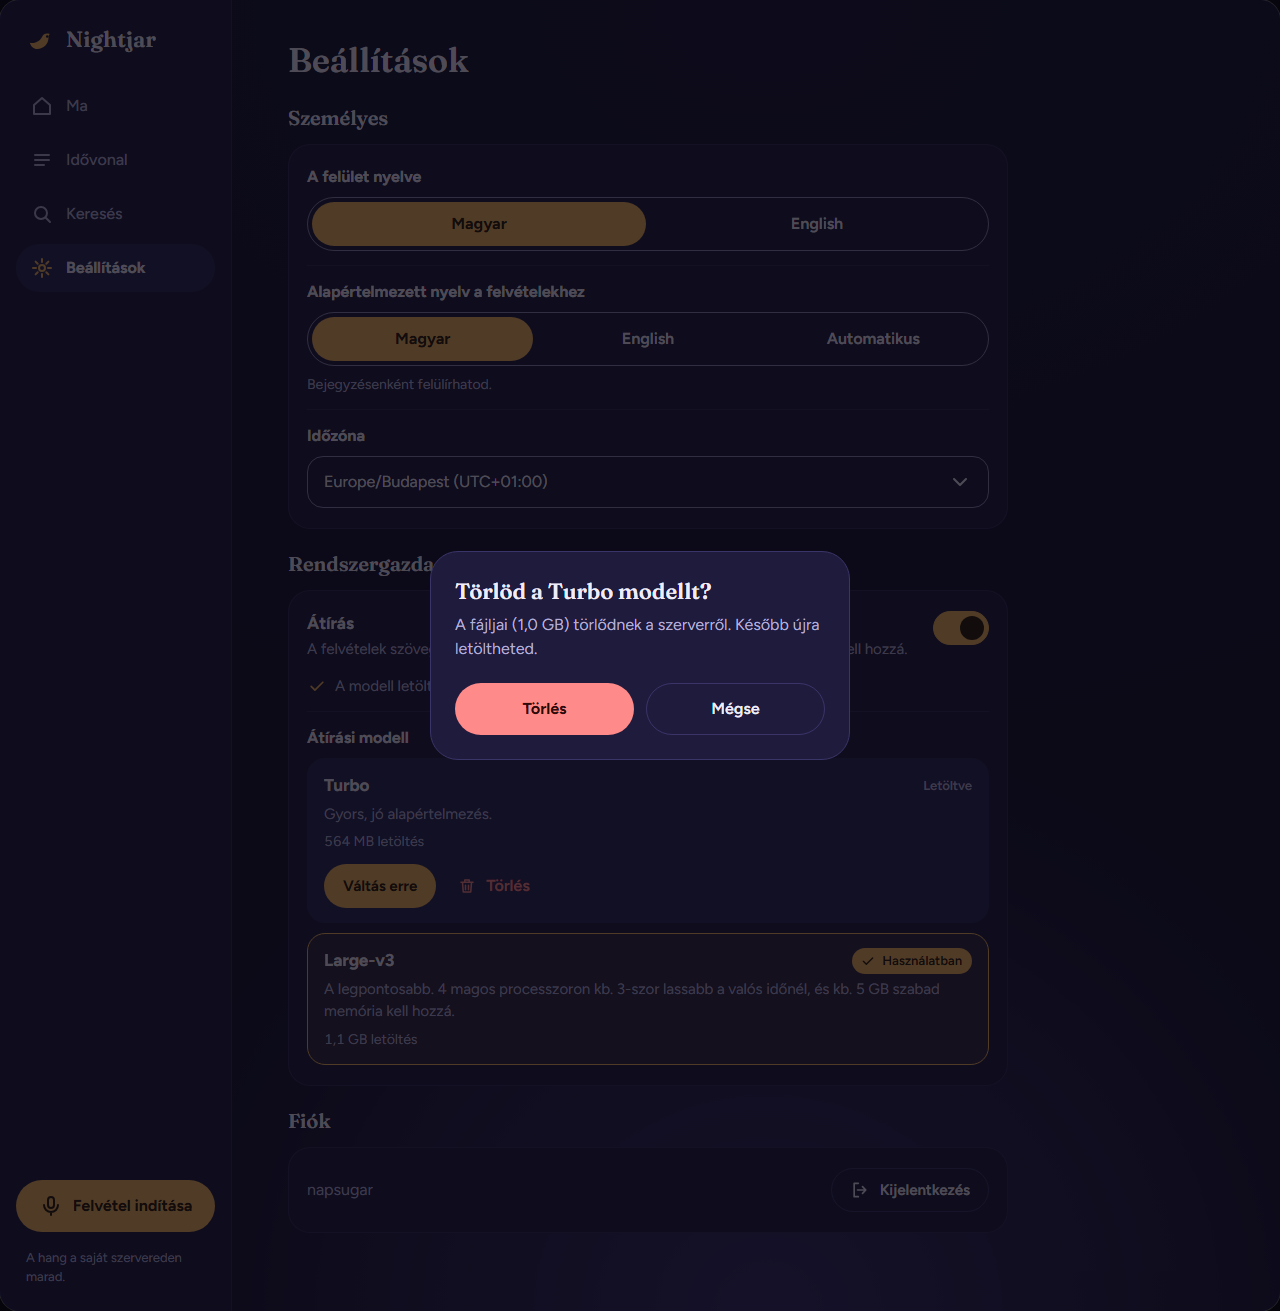 Nightjar
Ma
Idővonal
Keresés
Beállítások
Felvétel indítása
A hang a saját szervereden
marad.
Beállítások
Személyes
A felület nyelve
Magyar English
Alapértelmezett nyelv a felvételekhez
Magyar English Automatikus
Bejegyzésenként felülírhatod.
Időzóna
Europe/Budapest (UTC+01:00)
Rendszergazda
Átírás
A felvételek ell hozzá.
A modell
Törlöd a Turbo modellt?
A fájljai (1,0 GB) törlődnek a szerverről. Később újra
letöltheted.
Törlés Mégse
Átírási modell
Turbo Letöltve
Gyors, jó alapértelmezés.
564 MB letöltés
Váltás erre Törlés
Large-v3 Használatban
A legpontosabb. 4 magos processzoron kb. 3-szor lassabb a valós időnél, és kb. 5 GB szabad
memória kell hozzá.
1,1 GB letöltés
Fiók
napsugar Kijelentkezés